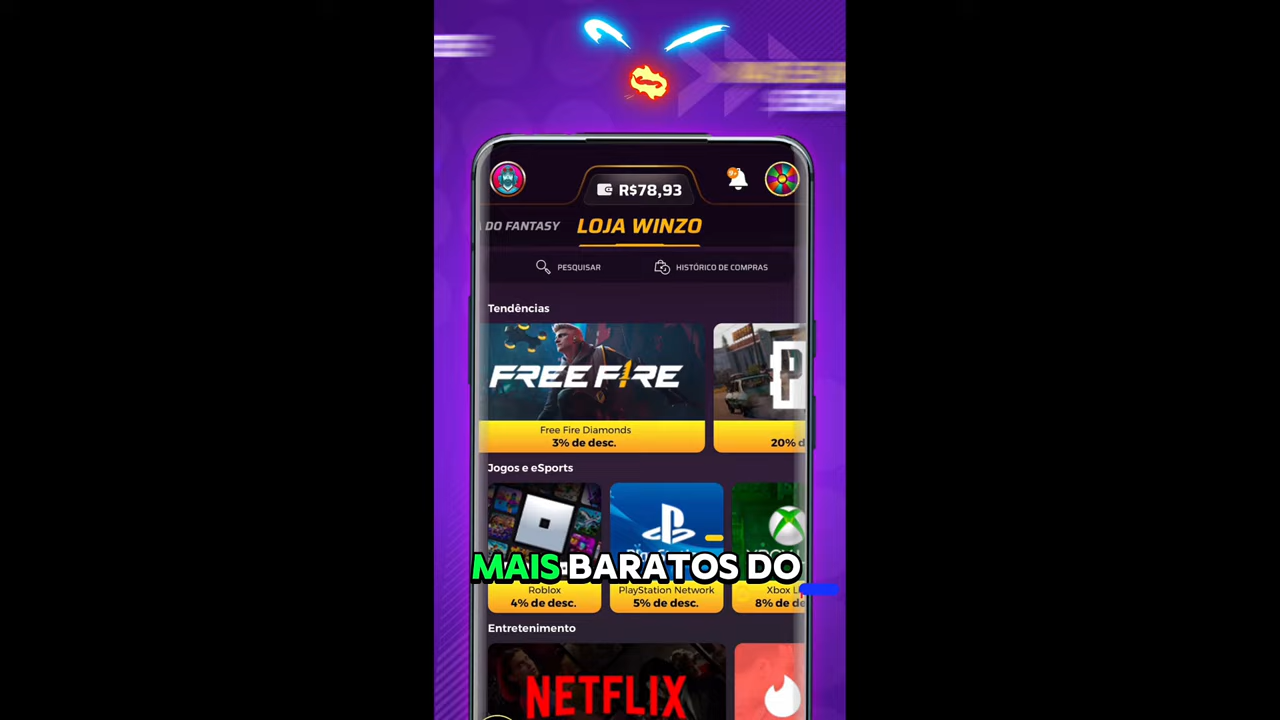 R$78,93
DO FANTASY
LOJA WINZO
PESQUISAR
HISTÓRICO DE COMPRAS
Tendências
FREE FIRE
Free Fire Diamonds
3% de desc.
20% d
Jogos e eSports
MAIS BARATOS DO
Roblox
4% de desc.
PlayStation Network
5% de desc.
Xbox L
8% de de
Entretenimento
NETFLIX